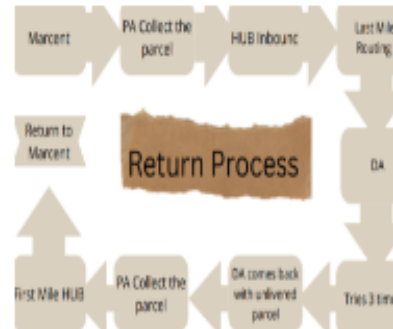 Marcent
PA Collect the
parcel
HUB Inbounc
Last Mile
Routing
DA
Tries 3 time
DA comes back
with unlivered
parcel
PA Collect the
parcel
First Mile HUB
Return to
Marcent
Return Process